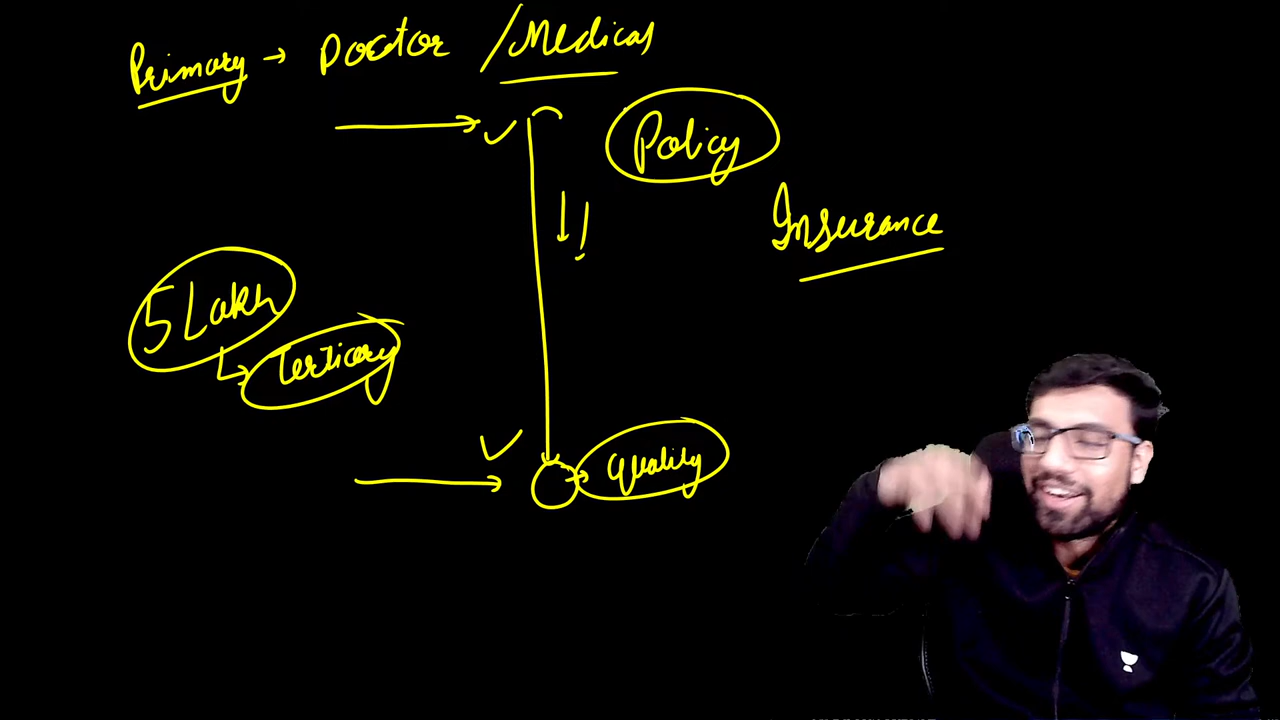 Primary → Doctor / Medical
Policy
Insurance
5 Lakh
↳ Tertiary
→ Quality